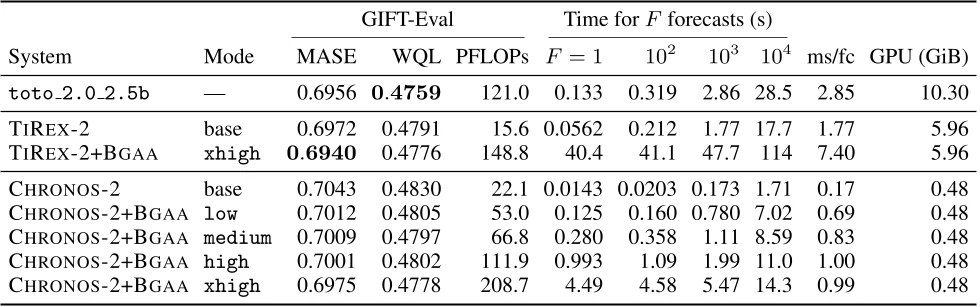 GIFT-Eval Time for F forecasts (s)
System Mode MASE WQL PFLOPs F = 1 10² 10³ 10⁴ ms/fc GPU (GiB)
toto_2.0_2.5b — 0.6956 0.4759 121.0 0.133 0.319 2.86 28.5 2.85 10.30
TIREX-2 base 0.6972 0.4791 15.6 0.0562 0.212 1.77 17.7 1.77 5.96
TIREX-2+BGAA xhigh 0.6940 0.4776 148.8 40.4 41.1 47.7 114 7.40 5.96
CHRONOS-2 base 0.7043 0.4830 22.1 0.0143 0.0203 0.173 1.71 0.17 0.48
CHRONOS-2+BGAA low 0.7012 0.4805 53.0 0.125 0.160 0.780 7.02 0.69 0.48
CHRONOS-2+BGAA medium 0.7009 0.4797 66.8 0.280 0.358 1.11 8.59 0.83 0.48
CHRONOS-2+BGAA high 0.7001 0.4802 111.9 0.993 1.09 1.99 11.0 1.00 0.48
CHRONOS-2+BGAA xhigh 0.6975 0.4778 208.7 4.49 4.58 5.47 14.3 0.99 0.48